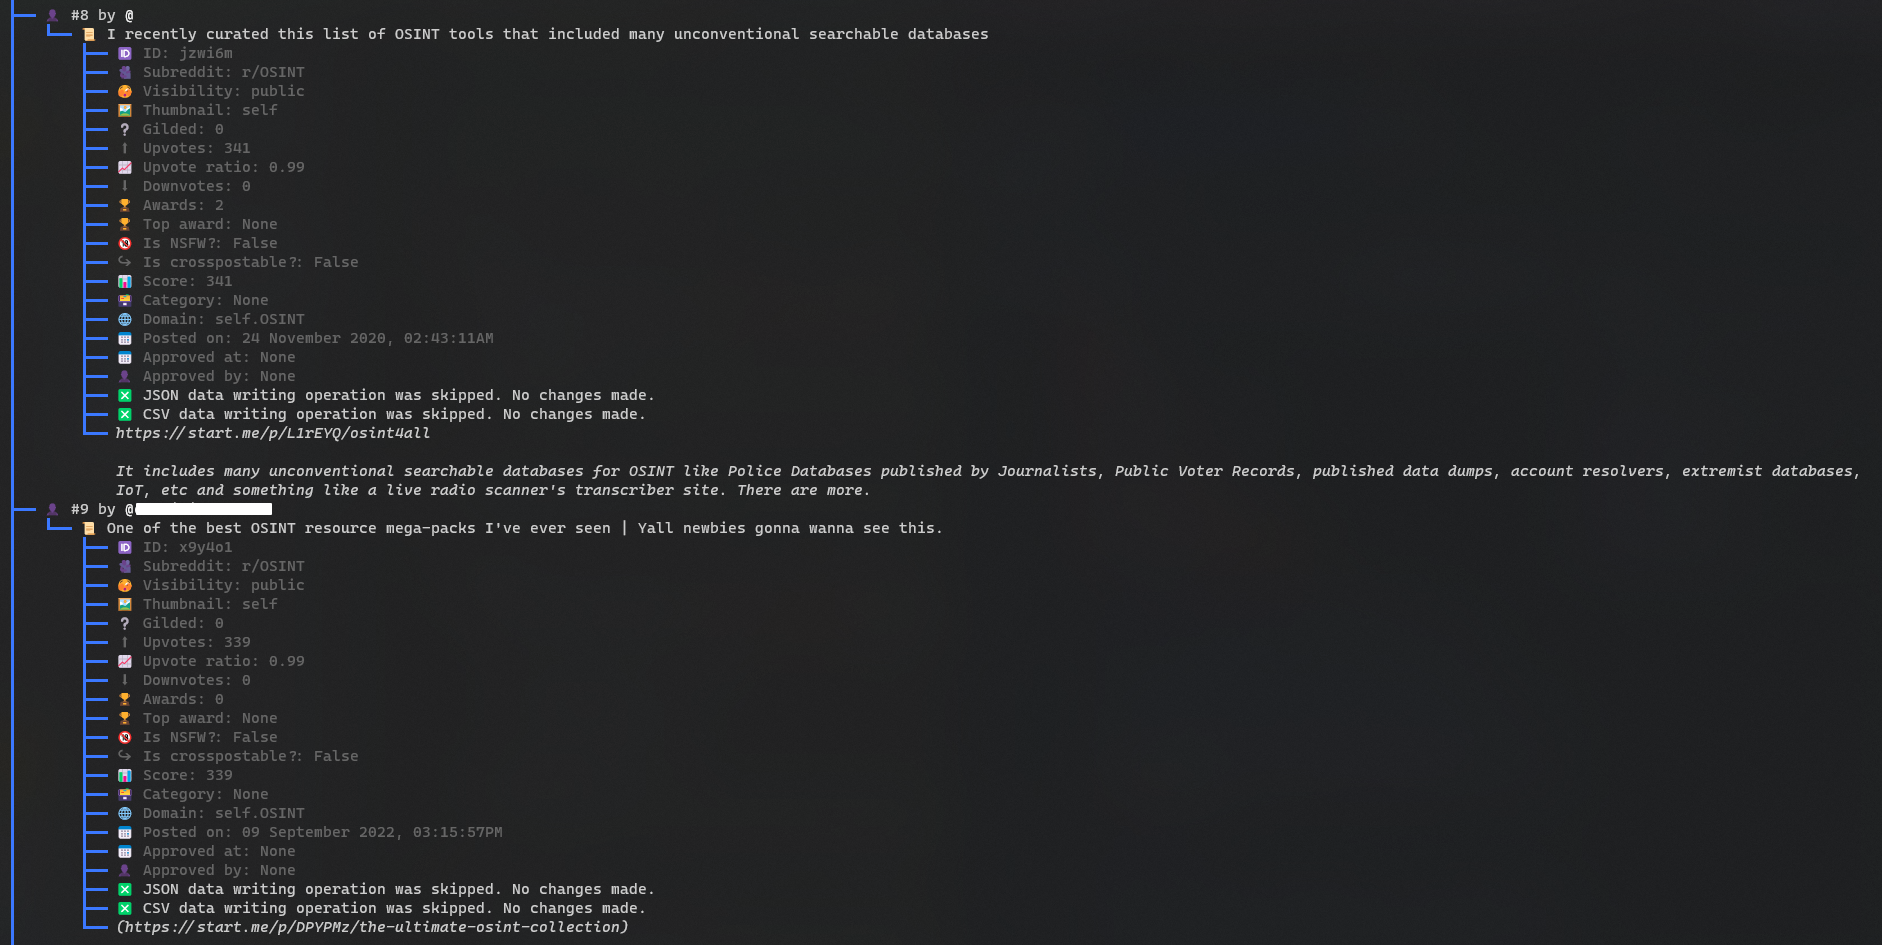 #8 by @
I recently curated this list of OSINT tools that included many unconventional searchable databases
ID: jzwi6m
Subreddit: r/OSINT
Visibility: public
Thumbnail: self
Gilded: 0
Upvotes: 341
Upvote ratio: 0.99
Downvotes: 0
Awards: 2
Top award: None
Is NSFW?: False
Is crosspostable?: False
Score: 341
Category: None
Domain: self.OSINT
Posted on: 24 November 2020, 02:43:11AM
Approved at: None
Approved by: None
JSON data writing operation was skipped. No changes made.
CSV data writing operation was skipped. No changes made.
https://start.me/p/L1rEYQ/osint4all
It includes many unconventional searchable databases for OSINT like Police Databases published by Journalists, Public Voter Records, published data dumps, account resolvers, extremist databases,
IoT, etc and something like a live radio scanner's transcriber site. There are more.
#9 by @
One of the best OSINT resource mega-packs I've ever seen | Yall newbies gonna wanna see this.
ID: x9y4o1
Subreddit: r/OSINT
Visibility: public
Thumbnail: self
Gilded: 0
Upvotes: 339
Upvote ratio: 0.99
Downvotes: 0
Awards: 0
Top award: None
Is NSFW?: False
Is crosspostable?: False
Score: 339
Category: None
Domain: self.OSINT
Posted on: 09 September 2022, 03:15:57PM
Approved at: None
Approved by: None
JSON data writing operation was skipped. No changes made.
CSV data writing operation was skipped. No changes made.
(https://start.me/p/DPYPMz/the-ultimate-osint-collection)